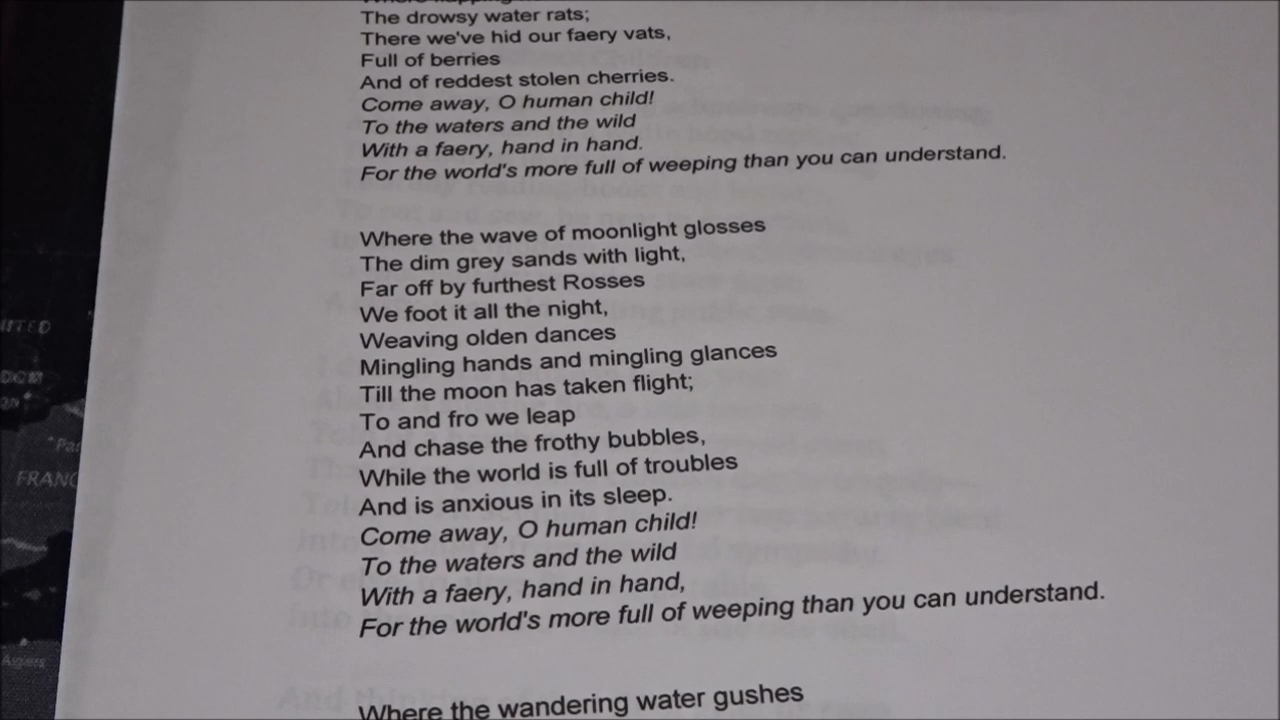 The drowsy water rats;
There we've hid our faery vats,
Full of berries
And of reddest stolen cherries.
Come away, O human child!
To the waters and the wild
With a faery, hand in hand.
For the world's more full of weeping than you can understand.
Where the wave of moonlight glosses
The dim grey sands with light,
Far off by furthest Rosses
We foot it all the night,
Weaving olden dances
Mingling hands and mingling glances
Till the moon has taken flight;
To and fro we leap
And chase the frothy bubbles,
While the world is full of troubles
And is anxious in its sleep.
Come away, O human child!
To the waters and the wild
With a faery, hand in hand,
For the world's more full of weeping than you can understand.
Where the wandering water gushes
FRANC
Algiers